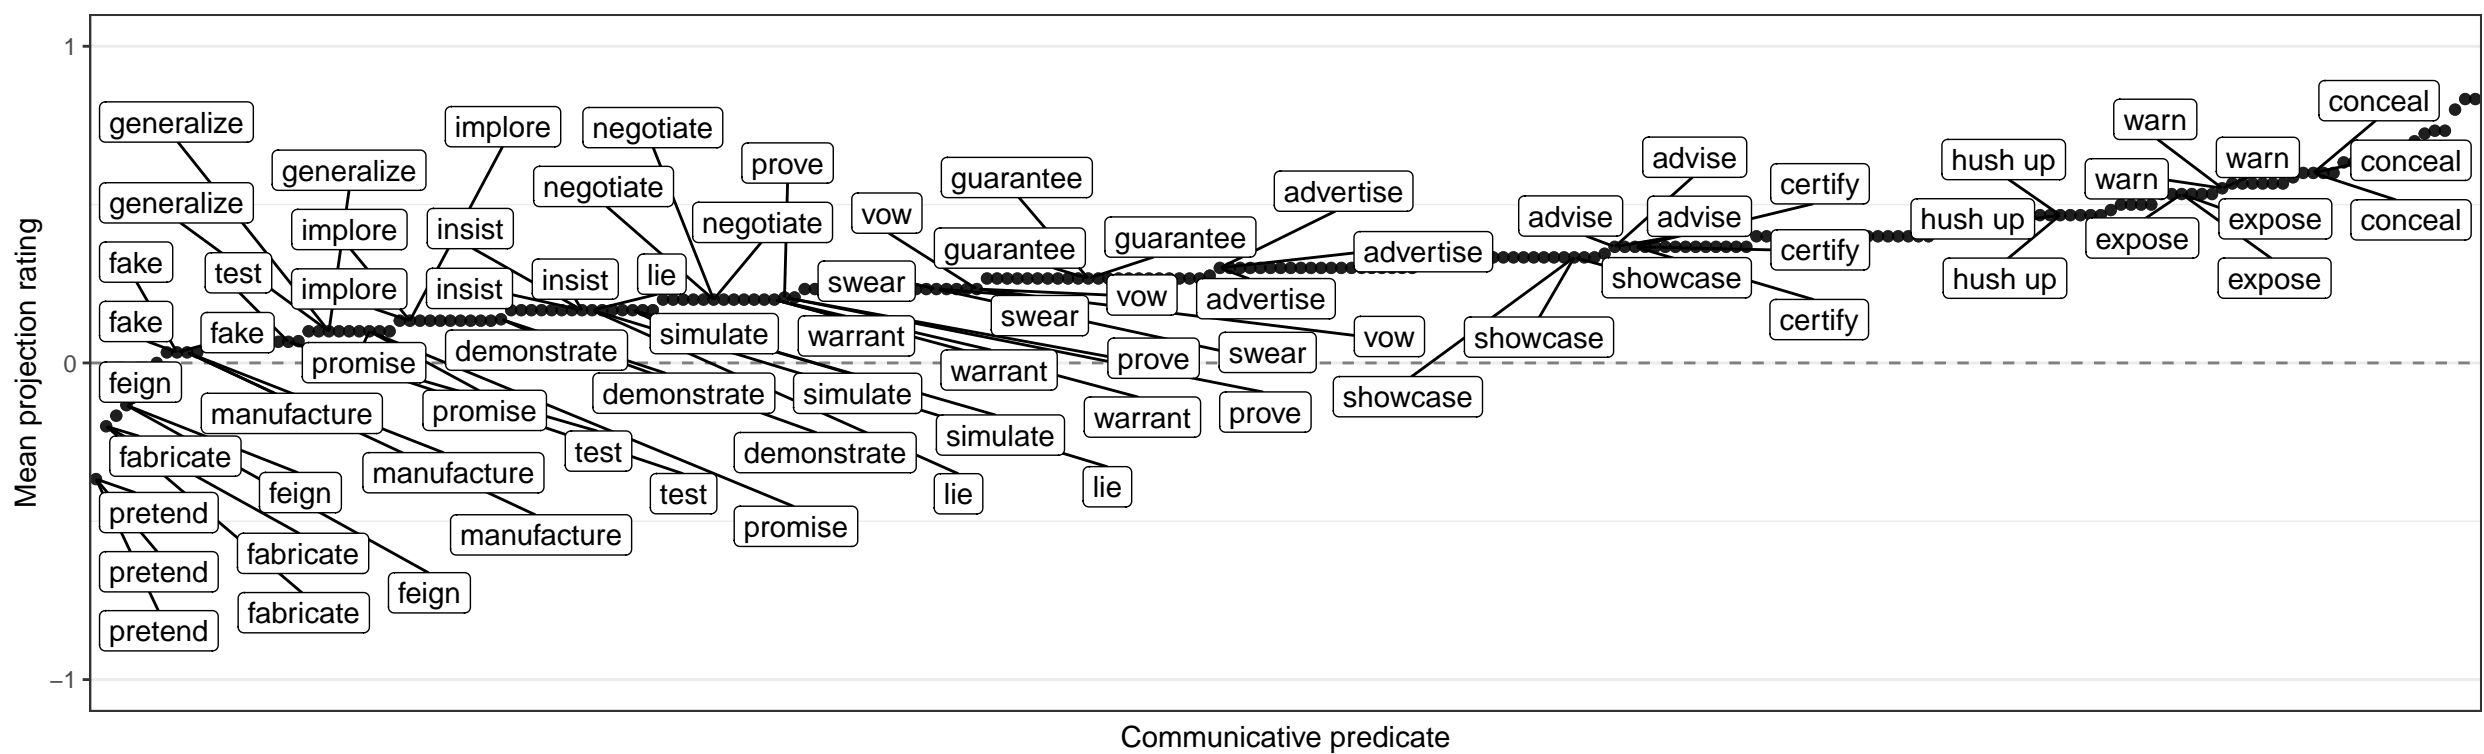 1
conceal
warn
generalize
implore
negotiate
prove
advise
hush up
warn
conceal
generalize
guarantee
certify
negotiate
advertise
warn
generalize
vow
advise
advise
hush up
expose
conceal
implore
insist
negotiate
guarantee
guarantee
advertise
certify
expose
fake
test
implore
insist
insist
lie
swear
vow
advertise
showcase
hush up
expose
fake
fake
simulate
warrant
swear
vow
showcase
certify
0
promise
demonstrate
prove
swear
feign
warrant
manufacture
promise
demonstrate
simulate
warrant
prove
showcase
fabricate
manufacture
test
demonstrate
simulate
feign
test
lie
lie
pretend
manufacture
promise
fabricate
pretend
feign
fabricate
pretend
−1
Mean projection rating
Communicative predicate